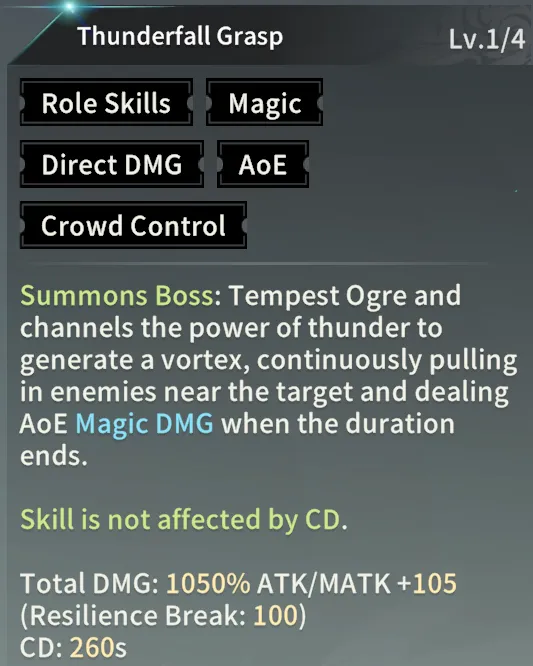 Thunderfall Grasp Lv.1/4
Role Skills Magic
Direct DMG AoE
Crowd Control
Summons Boss: Tempest Ogre and
channels the power of thunder to
generate a vortex, continuously pulling
in enemies near the target and dealing
AoE Magic DMG when the duration
ends.
Skill is not affected by CD.
Total DMG: 1050% ATK/MATK +105
(Resilience Break: 100)
CD: 260s